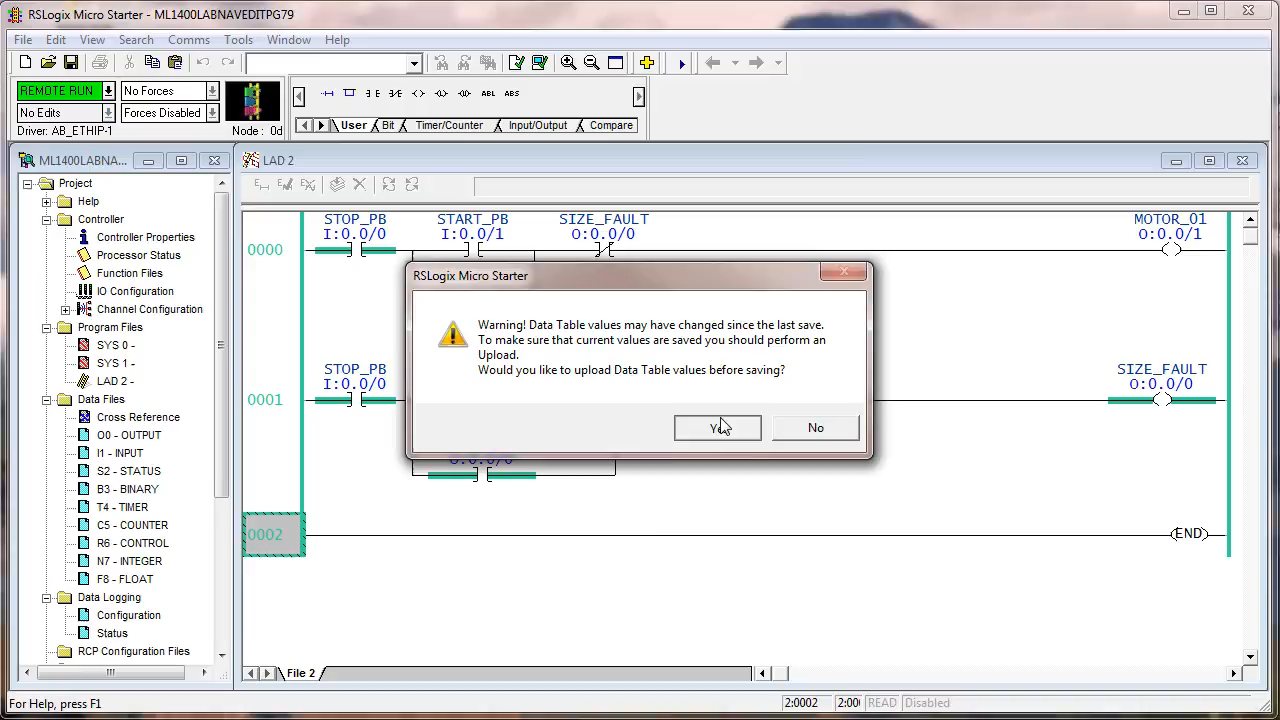 RSLogix Micro Starter - ML1400LABNAVEDITPG79
File Edit View Search Comms Tools Window Help
REMOTE RUN No Forces
ABL ABS
No Edits Forces Disabled
User Bit Timer/Counter Input/Output Compare
Driver: AB_ETHIP-1 Node : 0d
ML1400LABNA...
LAD 2
Project
Help
Controller
Controller Properties
Processor Status
Function Files
IO Configuration
Channel Configuration
Program Files
SYS 0 -
SYS 1 -
LAD 2 -
Data Files
Cross Reference
O0 - OUTPUT
I1 - INPUT
S2 - STATUS
B3 - BINARY
T4 - TIMER
C5 - COUNTER
R6 - CONTROL
N7 - INTEGER
F8 - FLOAT
Data Logging
Configuration
Status
RCP Configuration Files
STOP_PB START_PB SIZE_FAULT MOTOR_01
I:0.0/0 I:0.0/1 O:0.0/0 O:0.0/1
0000
RSLogix Micro Starter
Warning! Data Table values may have changed since the last save.
To make sure that current values are saved you should perform an
Upload.
Would you like to upload Data Table values before saving?
No
STOP_PB SIZE_FAULT
I:0.0/0 O:0.0/0
0001
O:0.0/0
0002 END
File 2
For Help, press F1 2:0002 2:00 READ Disabled